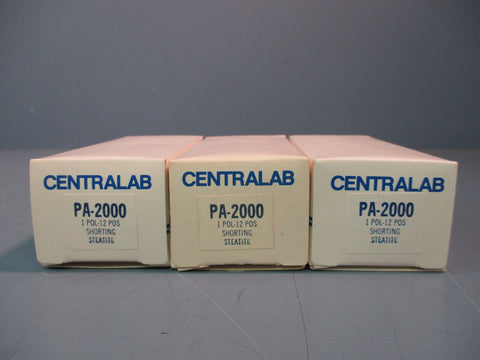 CENTRALAB
PA-2000
1 POL-12 POS
SHORTING
STEATITE
CENTRALAB
PA-2000
1 POL-12 POS
SHORTING
STEATITE
CENTRALAB
PA-2000
1 POL-12 POS
SHORTING
STEATITE